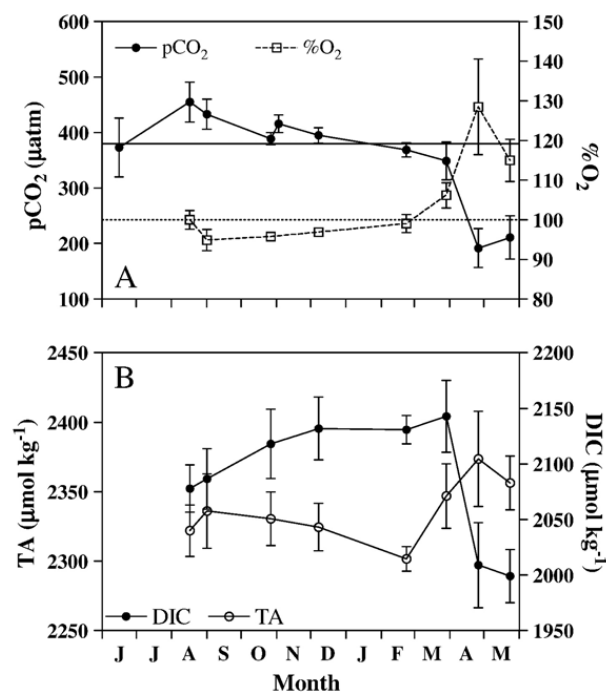 600
500
400
300
200
100
pCO2 (µatm)
pCO2
%O2
A
150
140
130
120
110
100
90
80
%O2
2450
2400
2350
2300
2250
TA (µmol kg-1)
B
DIC
TA
2200
2150
2100
2050
2000
1950
DIC (µmol kg-1)
J J A S O N D J F M A M
Month